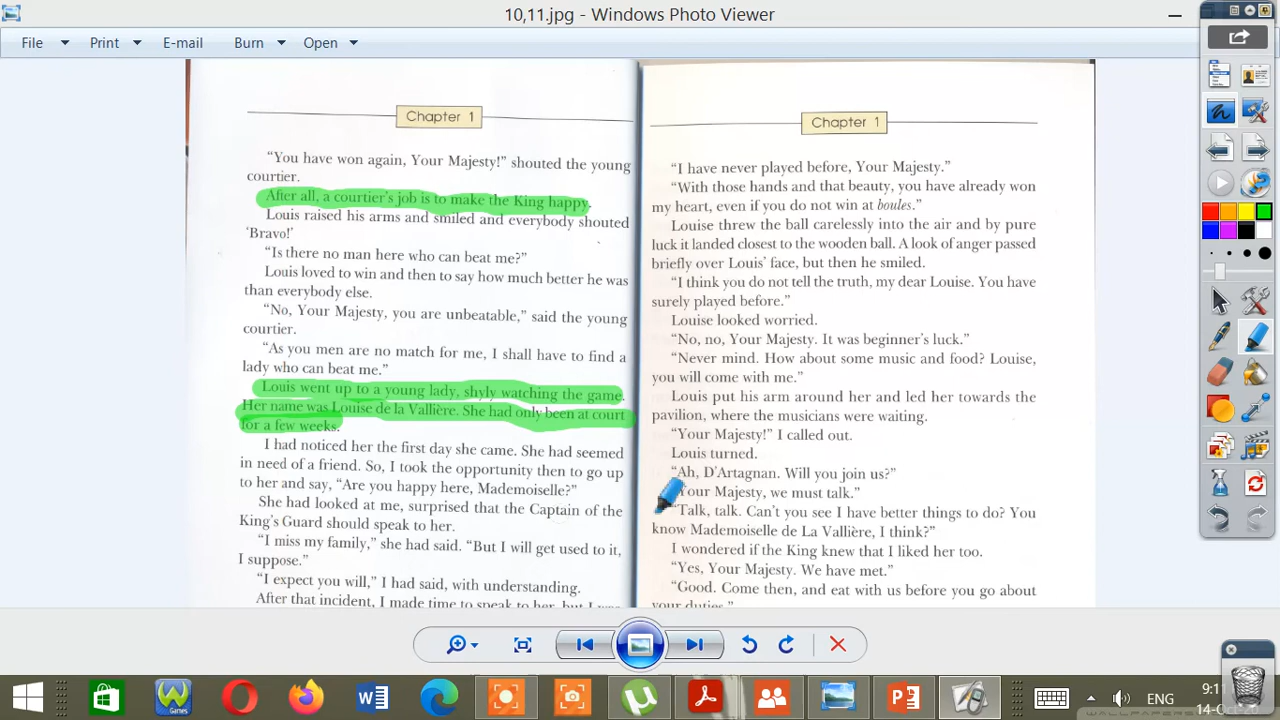 10,11.jpg - Windows Photo Viewer
File Print E-mail Burn Open
Chapter 1
“You have won again, Your Majesty!” shouted the young
courtier.
After all, a courtier’s job is to make the King happy.
Louis raised his arms and smiled and everybody shouted
‘Bravo!’
“Is there no man here who can beat me?”
Louis loved to win and then to say how much better he was
than everybody else.
“No, Your Majesty, you are unbeatable,” said the young
courtier.
“As you men are no match for me, I shall have to find a
lady who can beat me.”
Louis went up to a young lady, shyly watching the game.
Her name was Louise de la Vallière. She had only been at court
for a few weeks.
I had noticed her the first day she came. She had seemed
in need of a friend. So, I took the opportunity then to go up
to her and say, “Are you happy here, Mademoiselle?”
She had looked at me, surprised that the Captain of the
King’s Guard should speak to her.
“I miss my family,” she had said. “But I will get used to it,
I suppose.”
“I expect you will,” I had said, with understanding.
After that incident, I made time to speak to her, but I was
Chapter 1
“I have never played before, Your Majesty.”
“With those hands and that beauty, you have already won
my heart, even if you do not win at boules.”
Louise threw the ball carelessly into the air and by pure
luck it landed closest to the wooden ball. A look of anger passed
briefly over Louis’ face, but then he smiled.
“I think you do not tell the truth, my dear Louise. You have
surely played before.”
Louise looked worried.
“No, no, Your Majesty. It was beginner’s luck.”
“Never mind. How about some music and food? Louise,
you will come with me.”
Louis put his arm around her and led her towards the
pavilion, where the musicians were waiting.
“Your Majesty!” I called out.
Louis turned.
“Ah, D’Artagnan. Will you join us?”
“Your Majesty, we must talk.”
“Talk, talk. Can’t you see I have better things to do? You
know Mademoiselle de La Vallière, I think?”
I wondered if the King knew that I liked her too.
“Yes, Your Majesty. We have met.”
“Good. Come then, and eat with us before you go about
your duties.”
Games
ENG
9:11